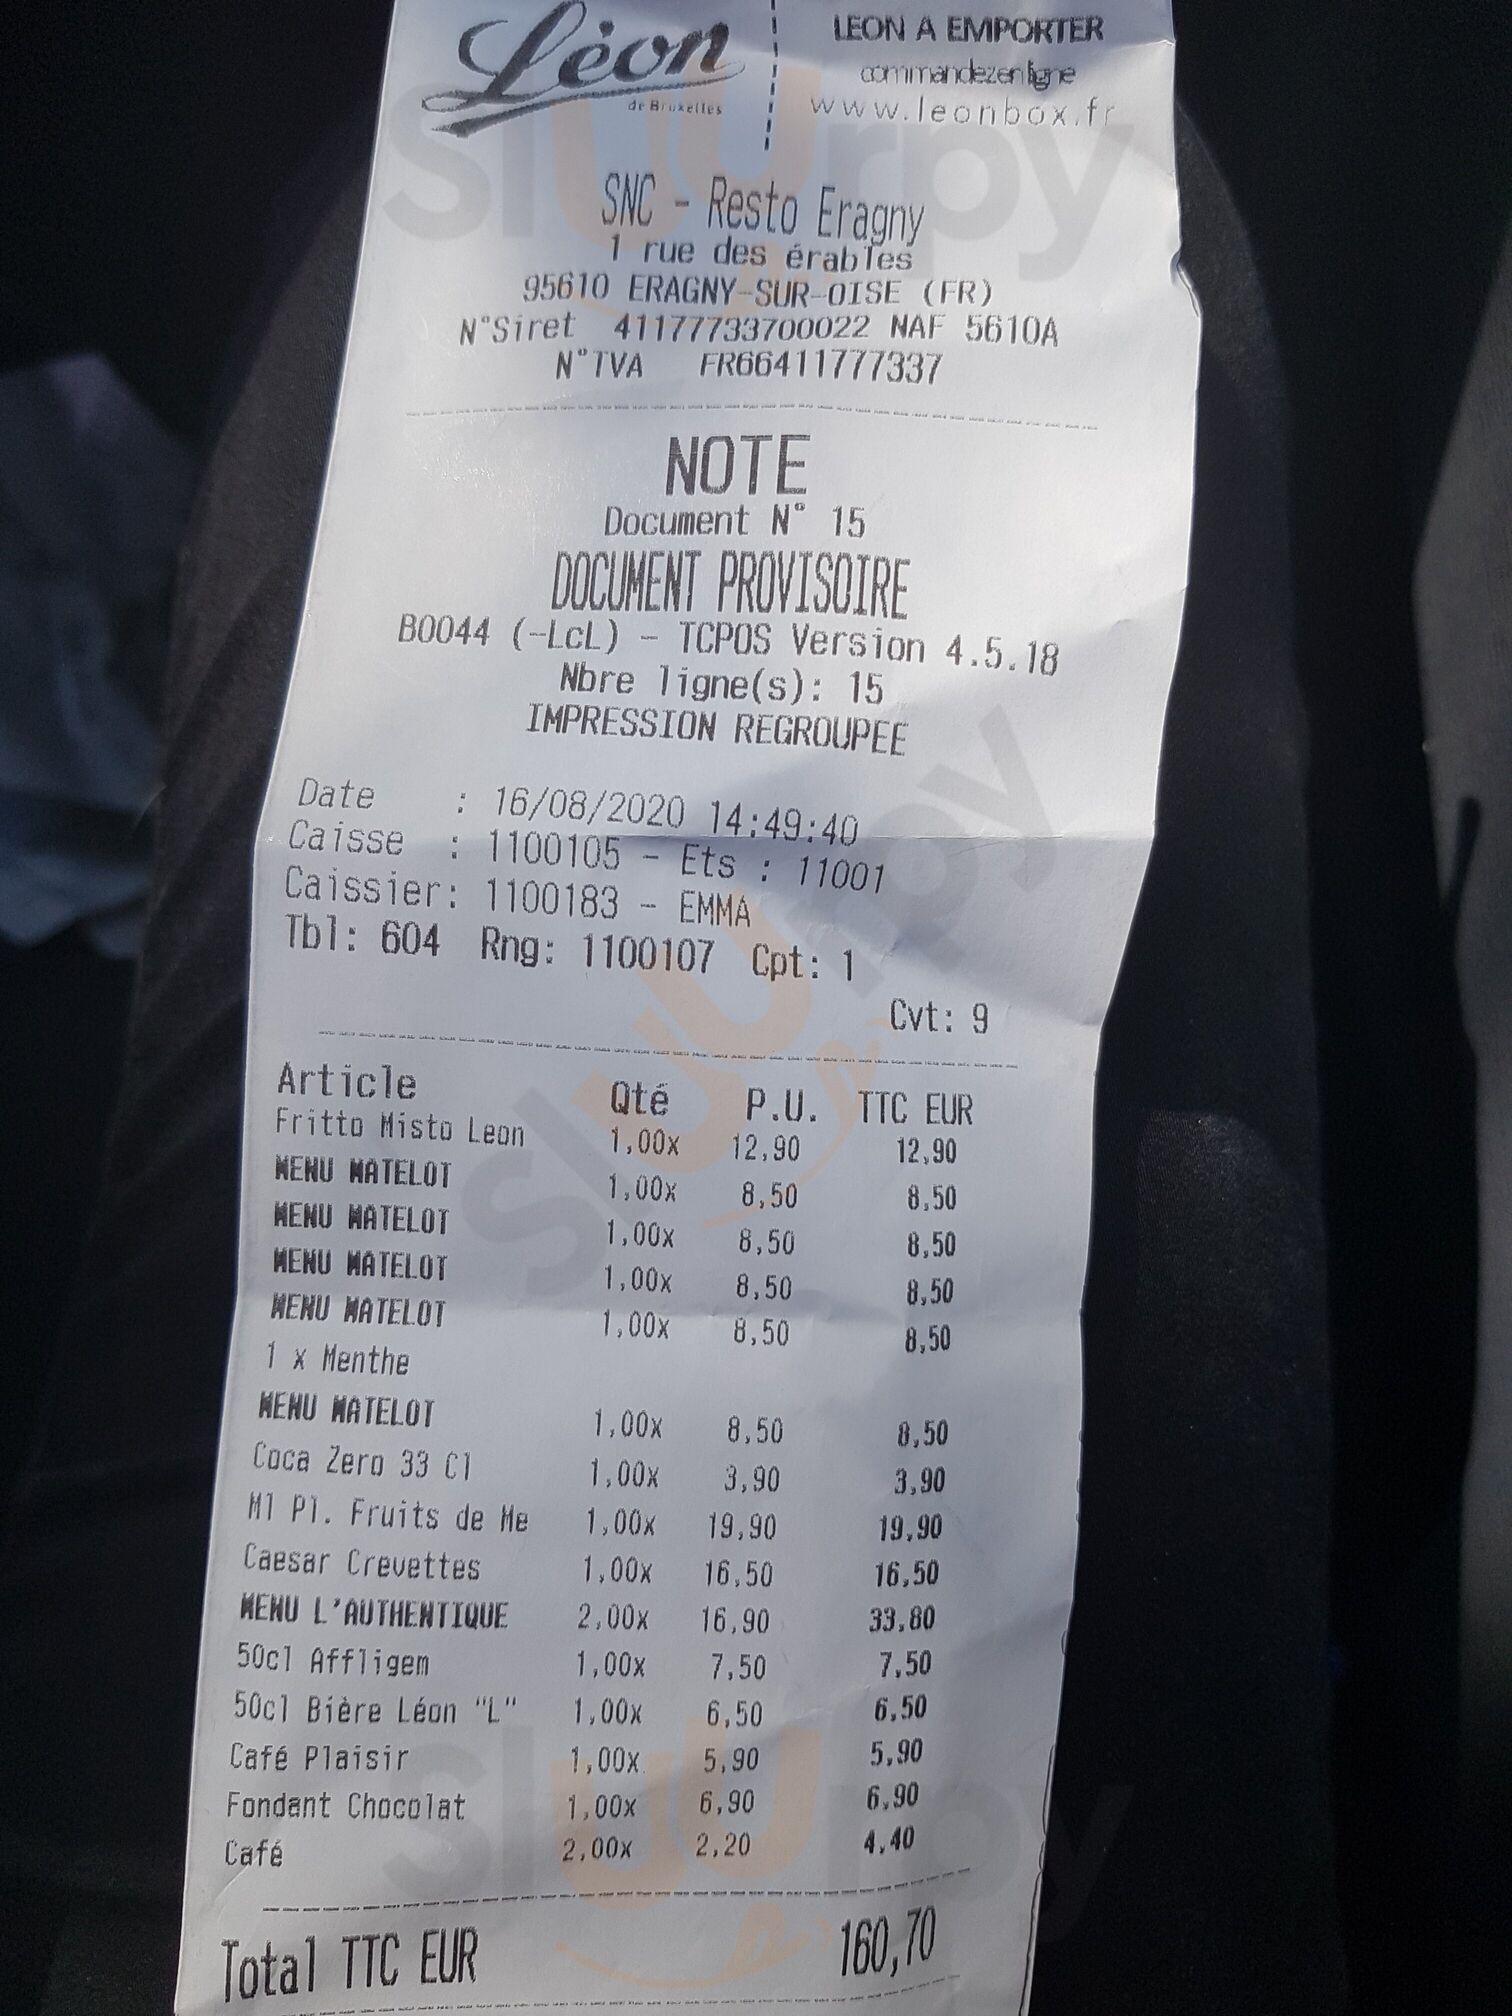 Léon
de Bruxelles
LEON A EMPORTER
commandezenligne
www.leonbox.fr
SNC - Resto Eragny
1 rue des érables
95610 ERAGNY-SUR-OISE (FR)
N°Siret 41177733700022 NAF 5610A
N°TVA FR66411777337
NOTE
Document N° 15
DOCUMENT PROVISOIRE
B0044 (-LcL) - TCPOS Version 4.5.18
Nbre ligne(s): 15
IMPRESSION REGROUPEE
Date : 16/08/2020 14:49:40
Caisse : 1100105 - Ets : 11001
Caissier: 1100183 - EMMA
Tbl: 604 Rng: 1100107 Cpt: 1
Cvt: 9
Article Qté P.U. TTC EUR
Fritto Misto Leon 1,00x 12,90 12,90
MENU MATELOT 1,00x 8,50 8,50
MENU MATELOT 1,00x 8,50 8,50
MENU MATELOT 1,00x 8,50 8,50
MENU MATELOT 1,00x 8,50 8,50
1 x Menthe
MENU MATELOT 1,00x 8,50 8,50
Coca Zero 33 Cl 1,00x 3,90 3,90
Ml Pl. Fruits de Me 1,00x 19,90 19,90
Caesar Crevettes 1,00x 16,50 16,50
MENU L'AUTHENTIQUE 2,00x 16,90 33,80
50cl Affligem 1,00x 7,50 7,50
50cl Bière Léon "L" 1,00x 6,50 6,50
Café Plaisir 1,00x 5,90 5,90
Fondant Chocolat 1,00x 6,90 6,90
Café 2,00x 2,20 4,40
Total TTC EUR 160,70
Sluurpy
Sluurpy
Sluurpy